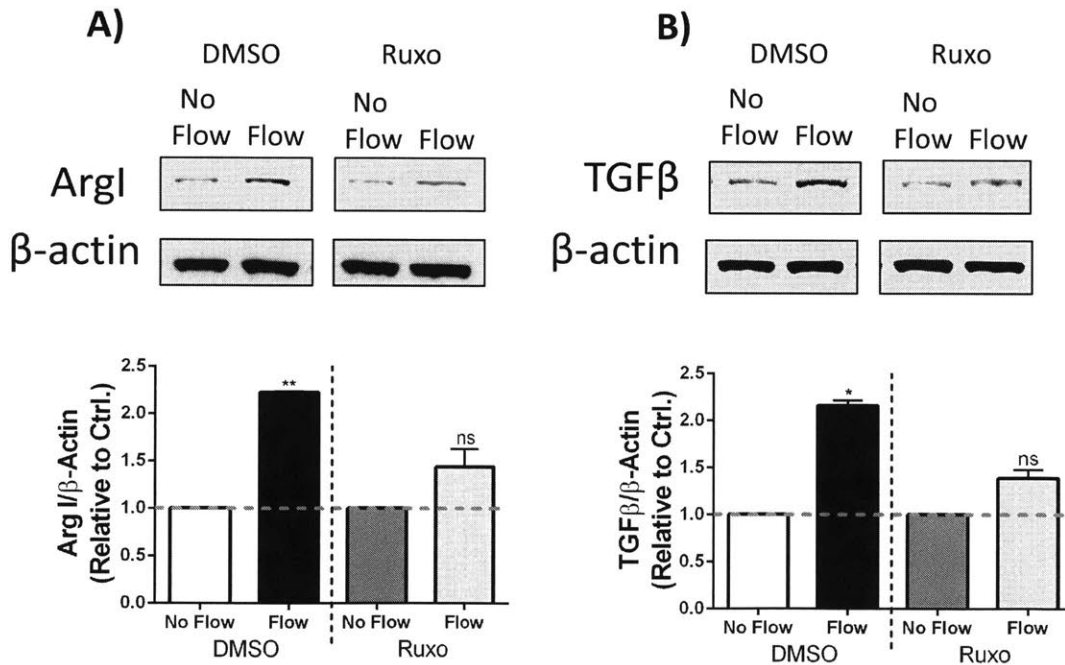 A)
DMSO Ruxo
No No
Flow Flow Flow Flow
ArgI
β-actin
Arg I/β-Actin
(Relative to Ctrl.)
2.5
2.0
1.5
1.0
0.5
0.0
**
ns
No Flow Flow No Flow Flow
DMSO Ruxo
B)
DMSO Ruxo
No No
Flow Flow Flow Flow
TGFβ
β-actin
TGFβ/β-Actin
(Relative to Ctrl.)
2.5
2.0
1.5
1.0
0.5
0.0
*
ns
No Flow Flow No Flow Flow
DMSO Ruxo